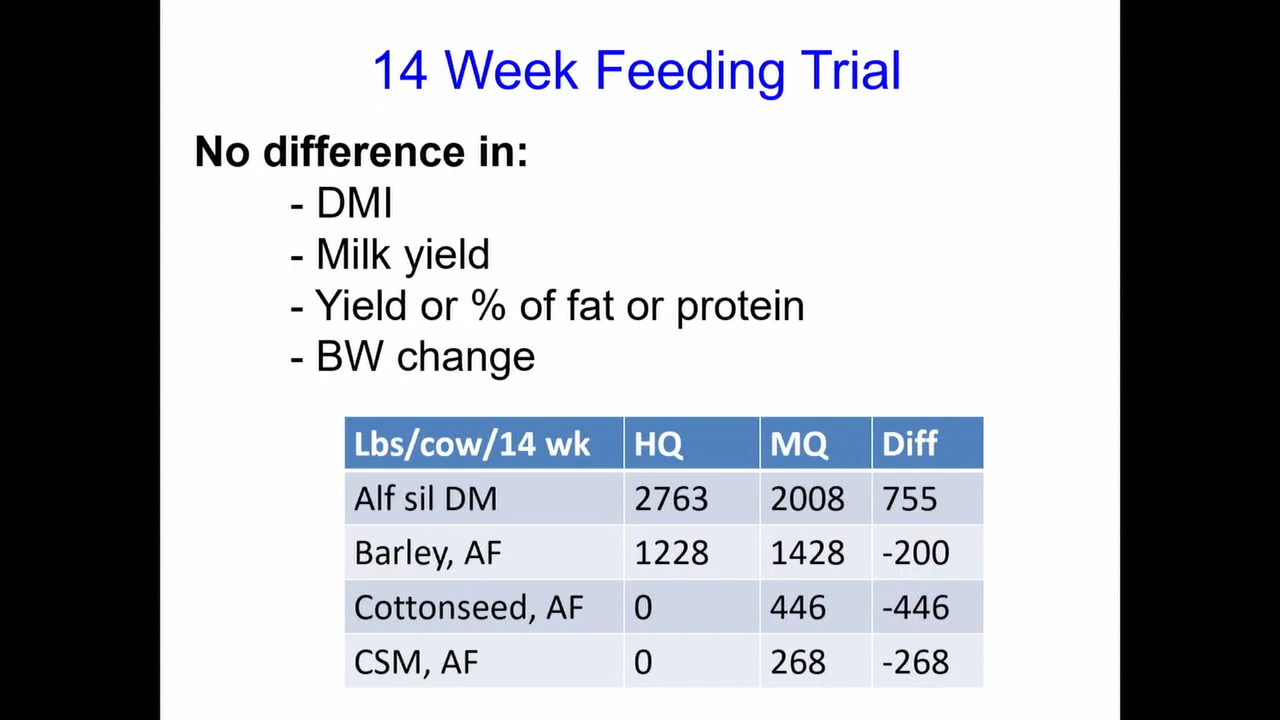 14 Week Feeding Trial
No difference in:
- DMI
- Milk yield
- Yield or % of fat or protein
- BW change
Lbs/cow/14 wk HQ MQ Diff
Alf sil DM 2763 2008 755
Barley, AF 1228 1428 -200
Cottonseed, AF 0 446 -446
CSM, AF 0 268 -268